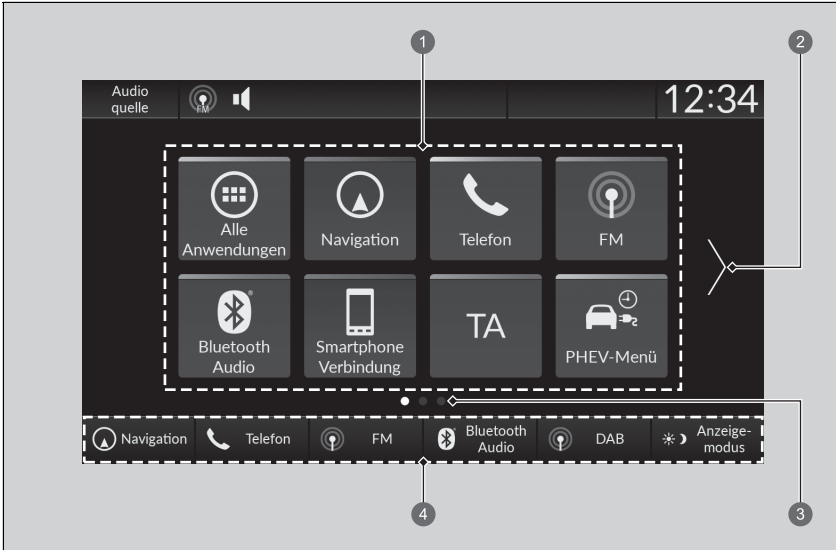 1
2
Audio
quelle
FM
12:34
Alle
Anwendungen
Navigation
Telefon
FM
Bluetooth
Audio
Smartphone
Verbindung
TA
PHEV-Menü
Navigation
Telefon
FM
Bluetooth
Audio
DAB
Anzeige-
modus
4
3